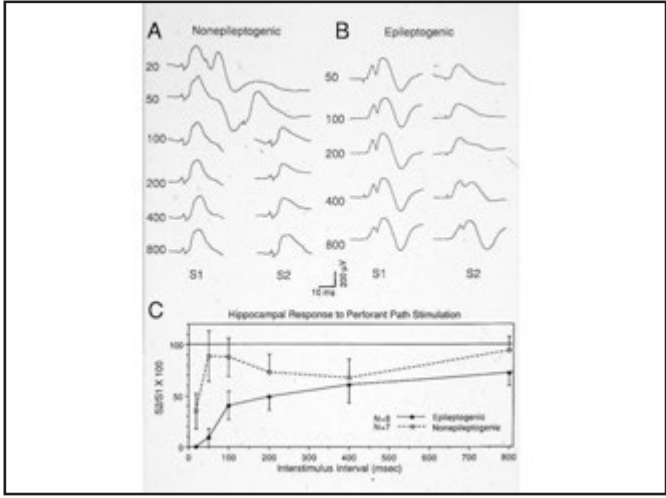 A Nonepileptogenic
B Epileptogenic
20
50
100
200
400
800
S1 S2
50
100
200
400
800
S1 S2
200 µV
10 ms
C Hippocampal Response to Perforant Path Stimulation
S2/S1 X 100
100
50
0
N=8 Epileptogenic
N=7 Nonepileptogenic
0 100 200 300 400 500 600 700 800
Interstimulus Interval (msec)